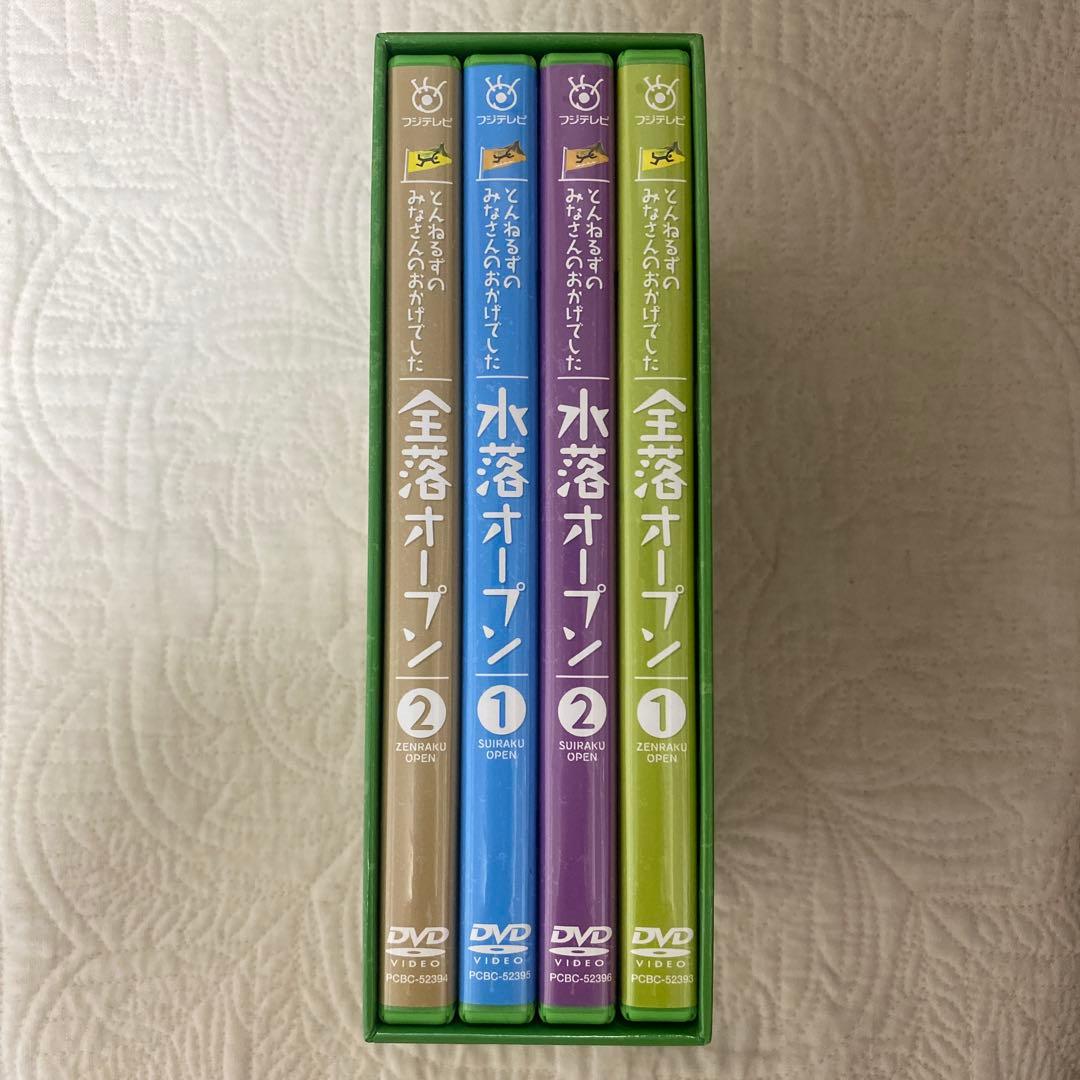 フジテレビ
とんねるずの
みなさんのおかげでした
全落オープン
2
ZENRAKU
OPEN
DVD
VIDEO
PCBC-52394
フジテレビ
とんねるずの
みなさんのおかげでした
水落オープン
1
SUIRAKU
OPEN
DVD
VIDEO
PCBC-52395
フジテレビ
とんねるずの
みなさんのおかげでした
水落オープン
2
SUIRAKU
OPEN
DVD
VIDEO
PCBC-52396
フジテレビ
とんねるずの
みなさんのおかげでした
全落オープン
1
ZENRAKU
OPEN
DVD
VIDEO
PCBC-52393